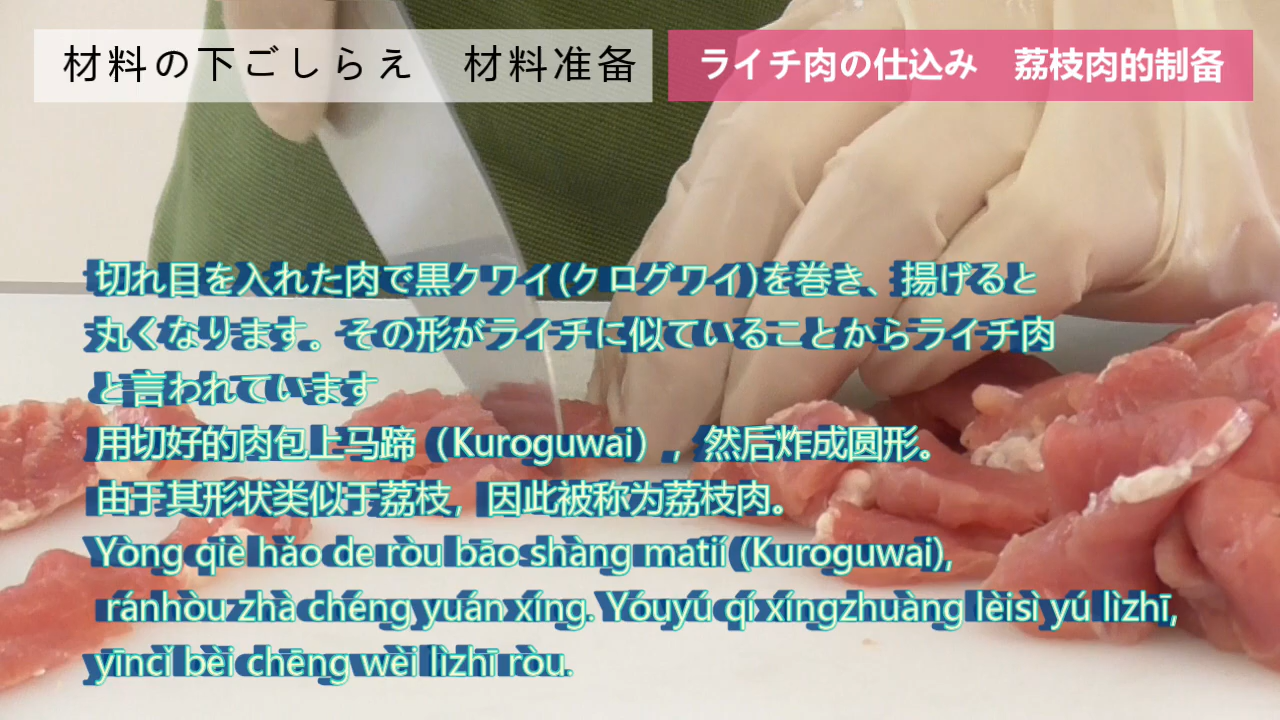 材料の下ごしらえ　材料准备
ライチ肉の仕込み　荔枝肉的制备
切れ目を入れた肉で黒クワイ(クログワイ)を巻き、揚げると
丸くなります。その形がライチに似ていることからライチ肉
と言われています
用切好的肉包上马蹄（Kuroguwai），然后炸成圆形。
由于其形状类似于荔枝，因此被称为荔枝肉。
Yòng qiè hǎo de ròu bāo shàng mǎtií (Kuroguwai),
ránhòu zhà chéng yuán xíng. Yóuyú qí xíngzhuàng lèisì yú lìzhī,
yīncǐ bèi chēng wèi lìzhī ròu.